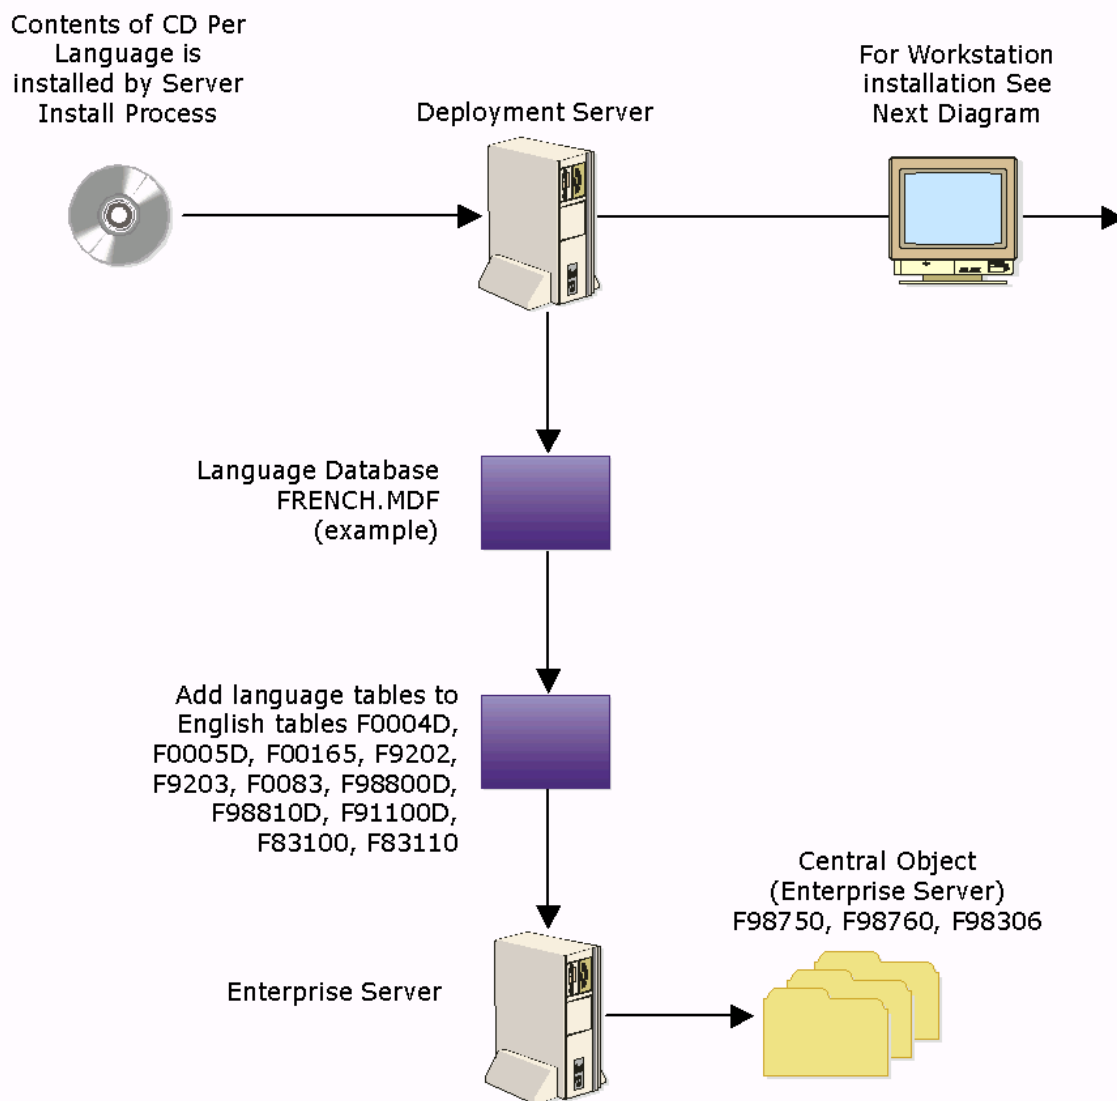 Contents of CD Per
Language is
installed by Server
Install Process
Deployment Server
For Workstation
installation See
Next Diagram
Language Database
FRENCH.MDF
(example)
Add language tables to
English tables F0004D,
F0005D, F00165, F9202,
F9203, F0083, F98800D,
F98810D, F91100D,
F83100, F83110
Central Object
(Enterprise Server)
F98750, F98760, F98306
Enterprise Server